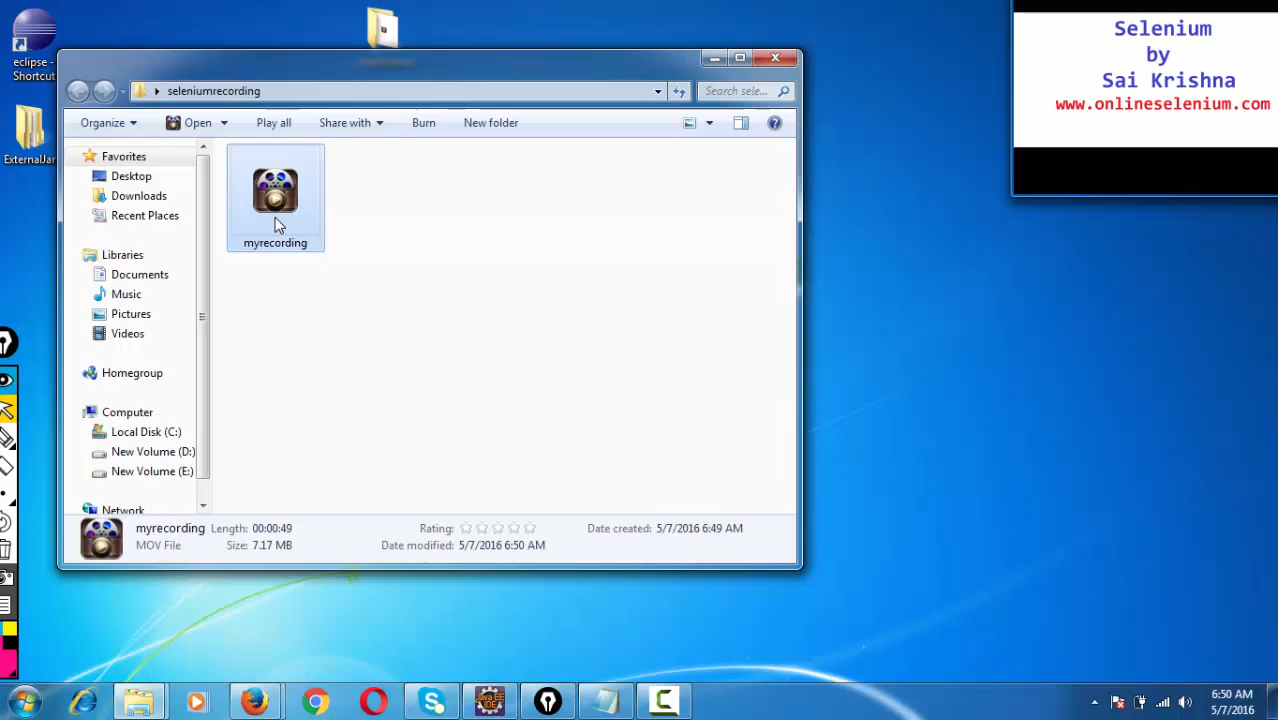 eclipse -
Shortcut
ExternalJar
Selenium
by
Sai Krishna
www.onlineselenium.com
seleniumrecording
Search sele...
Organize
Open
Play all
Share with
Burn
New folder
Favorites
Desktop
Downloads
Recent Places
Libraries
Documents
Music
Pictures
Videos
Homegroup
Computer
Local Disk (C:)
New Volume (D:)
New Volume (E:)
Network
myrecording
myrecording Length: 00:00:49 Rating: Date created: 5/7/2016 6:49 AM
MOV File Size: 7.17 MB Date modified: 5/7/2016 6:50 AM
Java EE
IDE
6:50 AM
5/7/2016